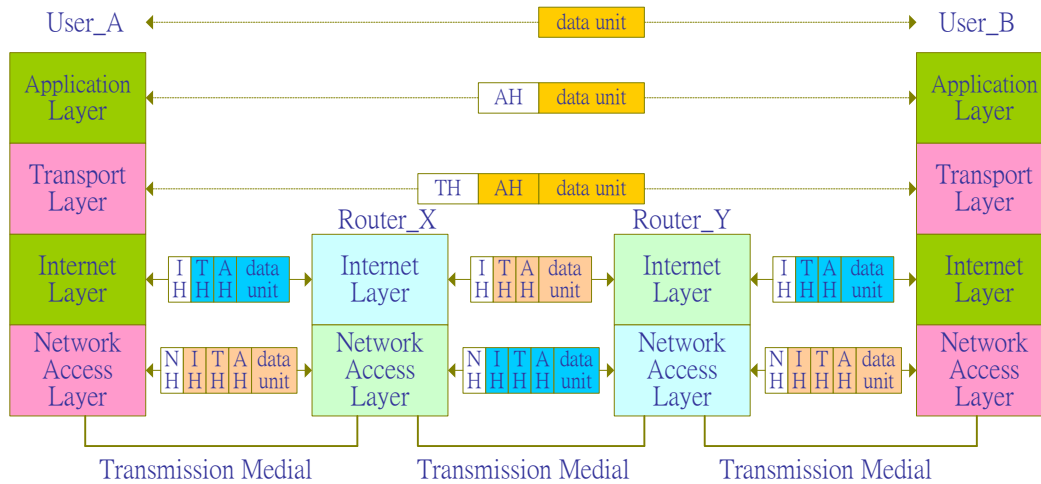 User_A
data unit
User_B
Application
Layer
AH data unit
Application
Layer
Transport
Layer
TH AH data unit
Transport
Layer
Router_X
Router_Y
Internet
Layer
I T A data
H H H unit
Internet
Layer
I T A data
H H H unit
Internet
Layer
I T A data
H H H unit
Internet
Layer
Network
Access
Layer
N I T A data
H H H H unit
Network
Access
Layer
N I T A data
H H H H unit
Network
Access
Layer
N I T A data
H H H H unit
Network
Access
Layer
Transmission Medial
Transmission Medial
Transmission Medial